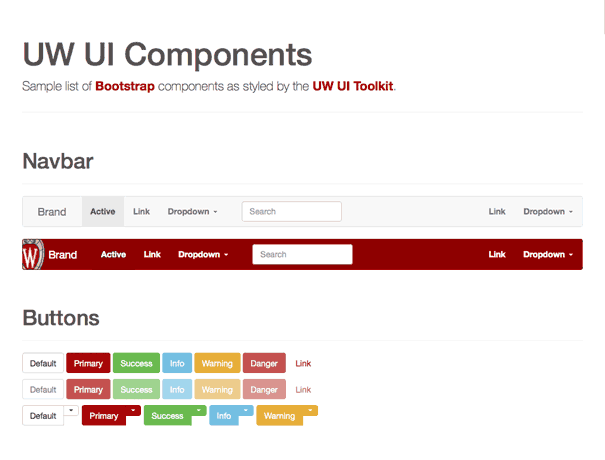 UW UI Components
Sample list of Bootstrap components as styled by the UW UI Toolkit.
Navbar
Brand Active Link Dropdown Search Link Dropdown
W Brand Active Link Dropdown Search Link Dropdown
Buttons
Default Primary Success Info Warning Danger Link
Default Primary Success Info Warning Danger Link
Default Primary Success Info Warning